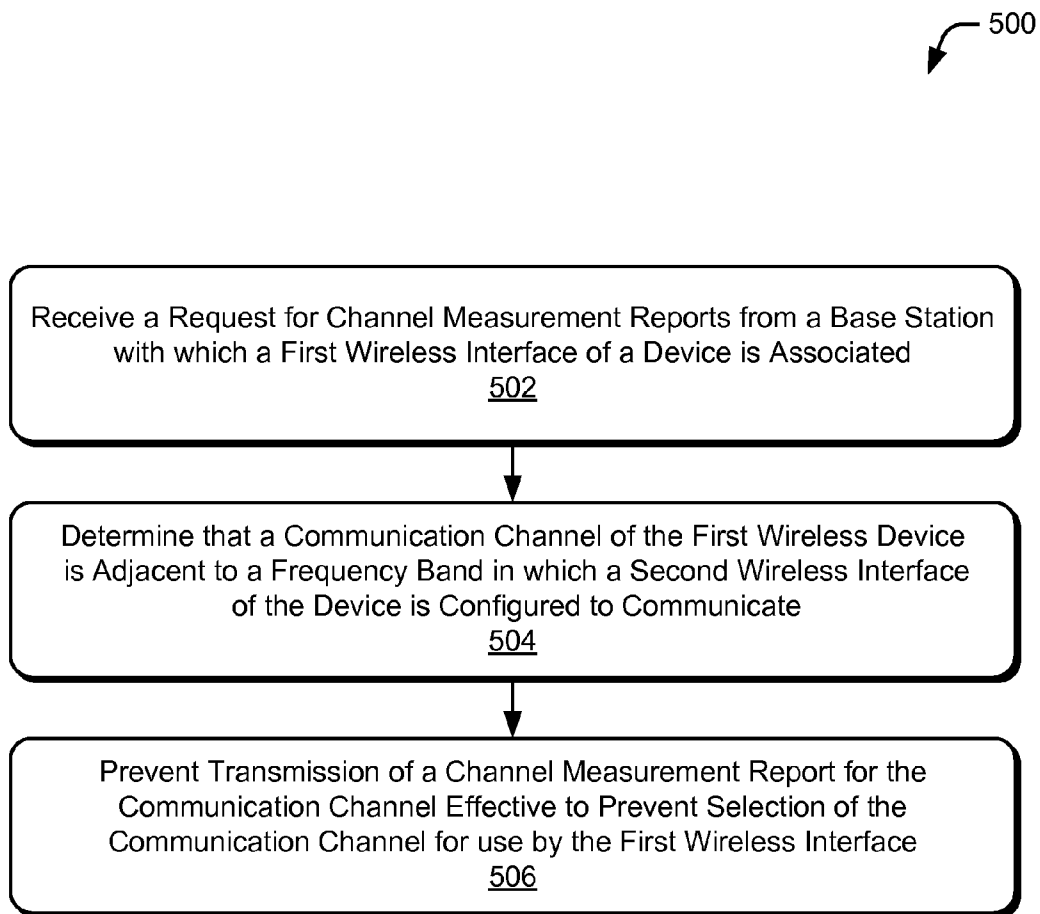 500
Receive a Request for Channel Measurement Reports from a Base Station
with which a First Wireless Interface of a Device is Associated
502
Determine that a Communication Channel of the First Wireless Device
is Adjacent to a Frequency Band in which a Second Wireless Interface
of the Device is Configured to Communicate
504
Prevent Transmission of a Channel Measurement Report for the
Communication Channel Effective to Prevent Selection of the
Communication Channel for use by the First Wireless Interface
506